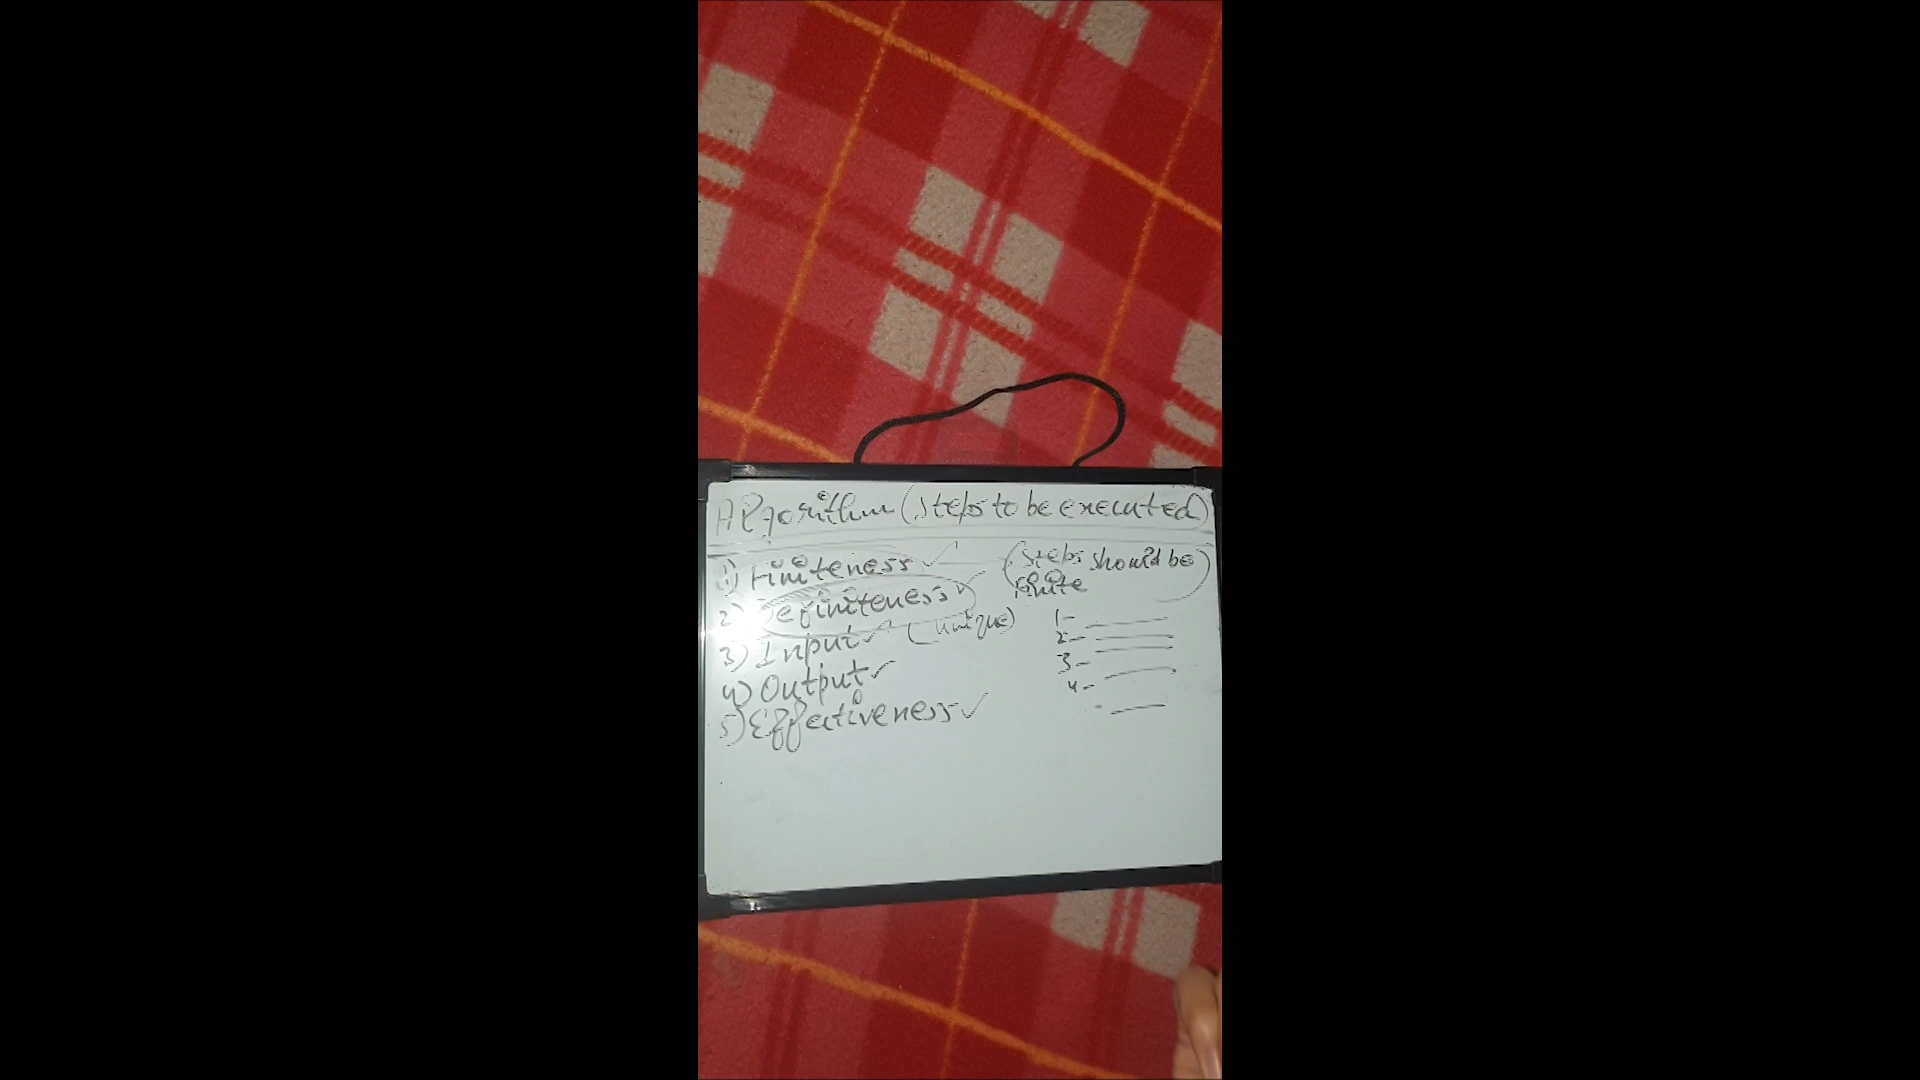 Algorithm (steps to be executed)
1) Finiteness ✓ (steps should be finite)
2) Definiteness ✓
(unique)
3) Input ✓
4) Output ✓
5) Effectiveness ✓
1-
2-
3-
4-